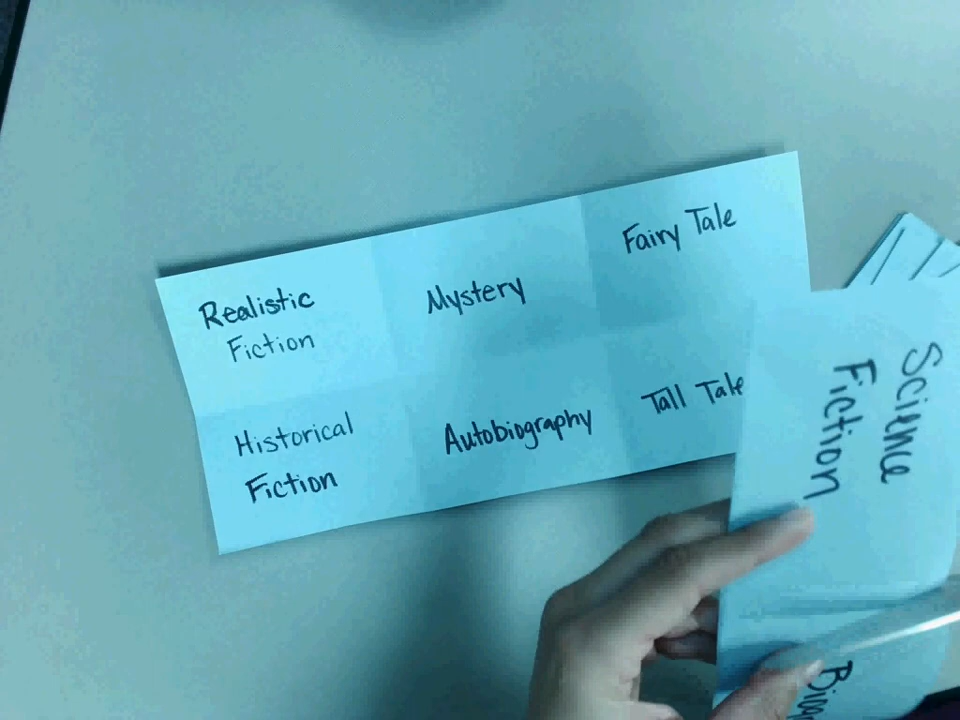 Realistic
Fiction
Mystery
Fairy Tale
Historical
Fiction
Autobiography
Tall Tale
Science
Fiction